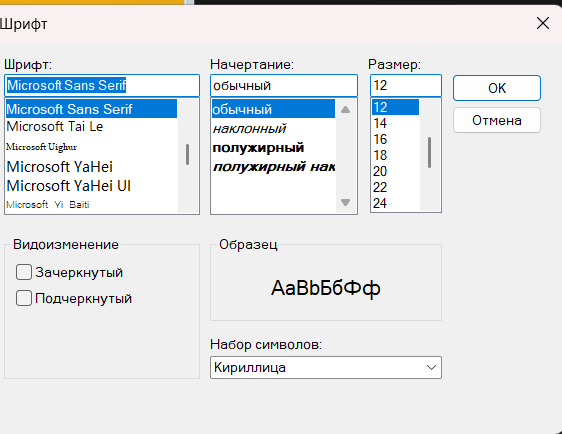 Шрифт
Шрифт:
Microsoft Sans Serif
Microsoft Sans Serif
Microsoft Tai Le
Microsoft Uighur
Microsoft YaHei
Microsoft YaHei UI
Microsoft Yi Baiti
Начертание:
обычный
обычный
наклонный
полужирный
полужирный нак
Размер:
12
12
14
16
18
20
22
24
OK
Отмена
Видоизменение
Зачеркнутый
Подчеркнутый
Образец
АаBbБбФф
Набор символов:
Кириллица